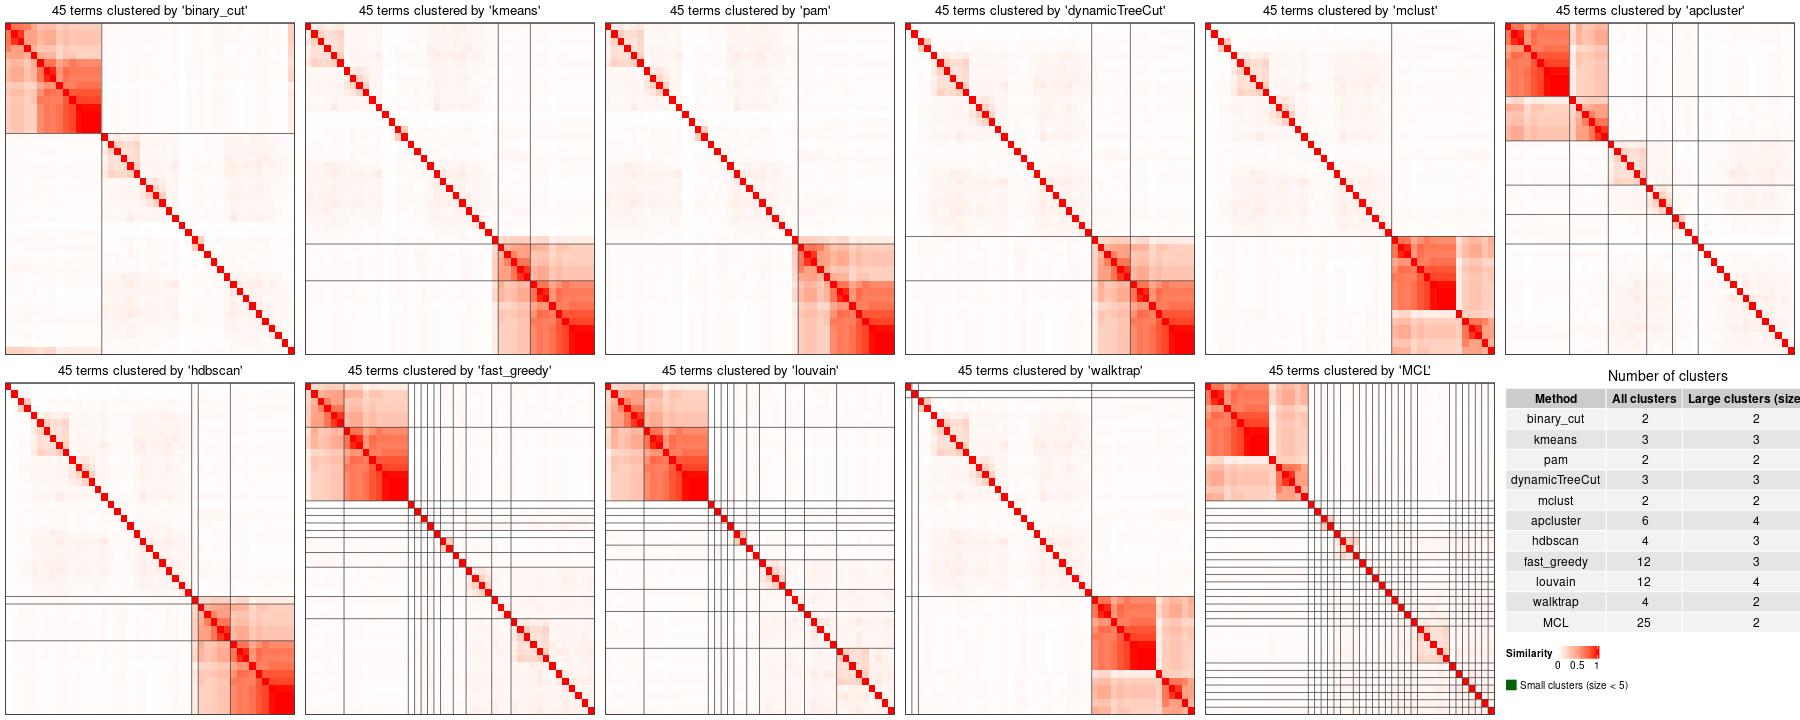 45 terms clustered by 'binary_cut'
45 terms clustered by 'kmeans'
45 terms clustered by 'pam'
45 terms clustered by 'dynamicTreeCut'
45 terms clustered by 'mclust'
45 terms clustered by 'apcluster'
45 terms clustered by 'hdbscan'
45 terms clustered by 'fast_greedy'
45 terms clustered by 'louvain'
45 terms clustered by 'walktrap'
45 terms clustered by 'MCL'
Number of clusters
Method All clusters Large clusters (size
binary_cut 2 2
kmeans 3 3
pam 2 2
dynamicTreeCut 3 3
mclust 2 2
apcluster 6 4
hdbscan 4 3
fast_greedy 12 3
louvain 12 4
walktrap 4 2
MCL 25 2
Similarity
0 0.5 1
Small clusters (size < 5)